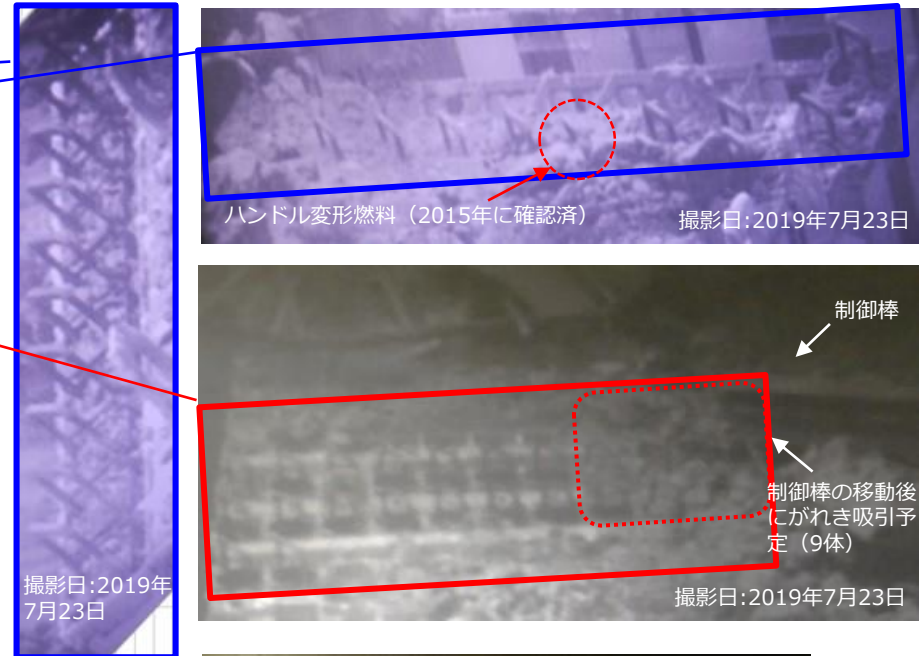 ハンドル変形燃料（2015年に確認済）
撮影日:2019年7月23日
制御棒
制御棒の移動後
にがれき吸引予
定（9体）
撮影日:2019年7月23日
撮影日:2019年
7月23日